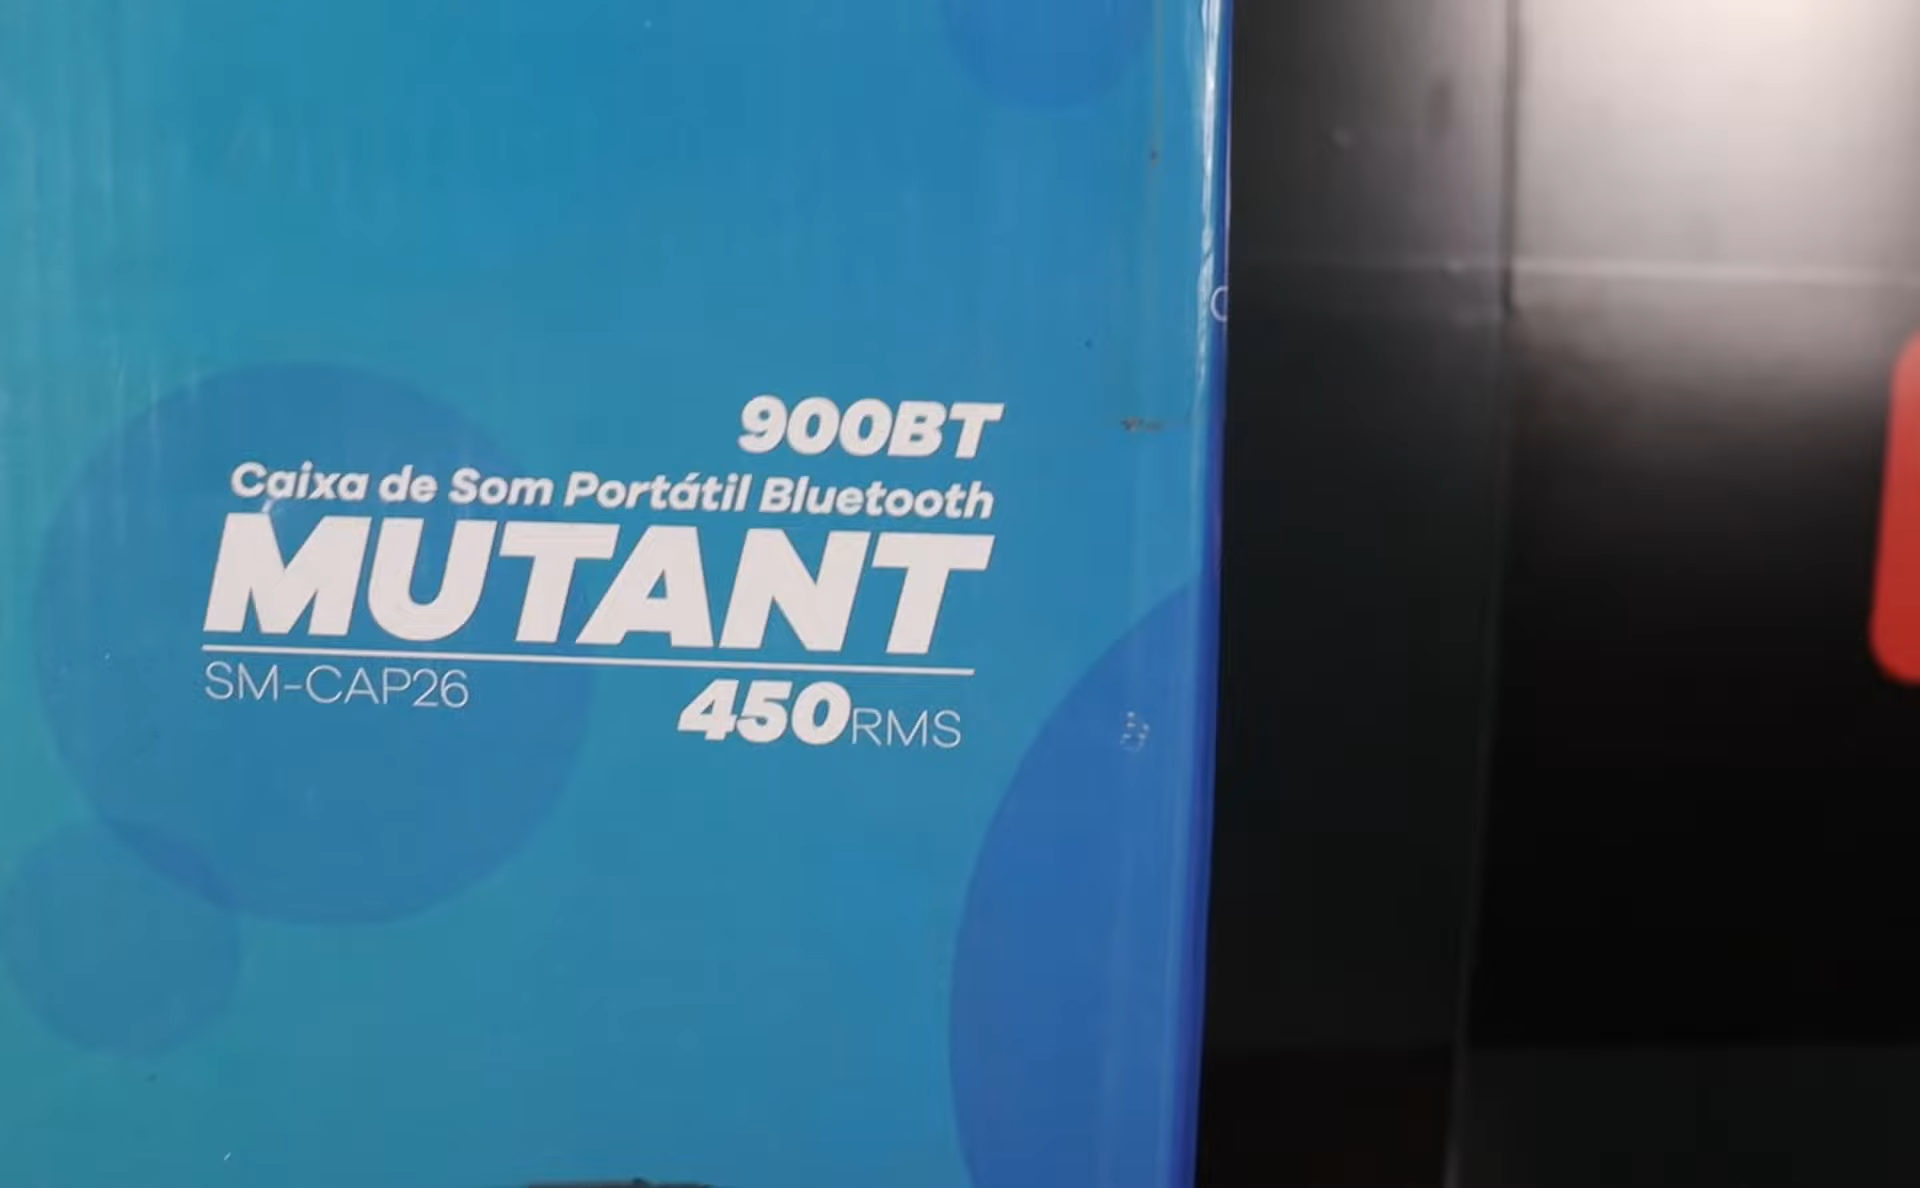 900BT
Caixa de Som Portátil Bluetooth
MUTANT
SM-CAP26
450RMS